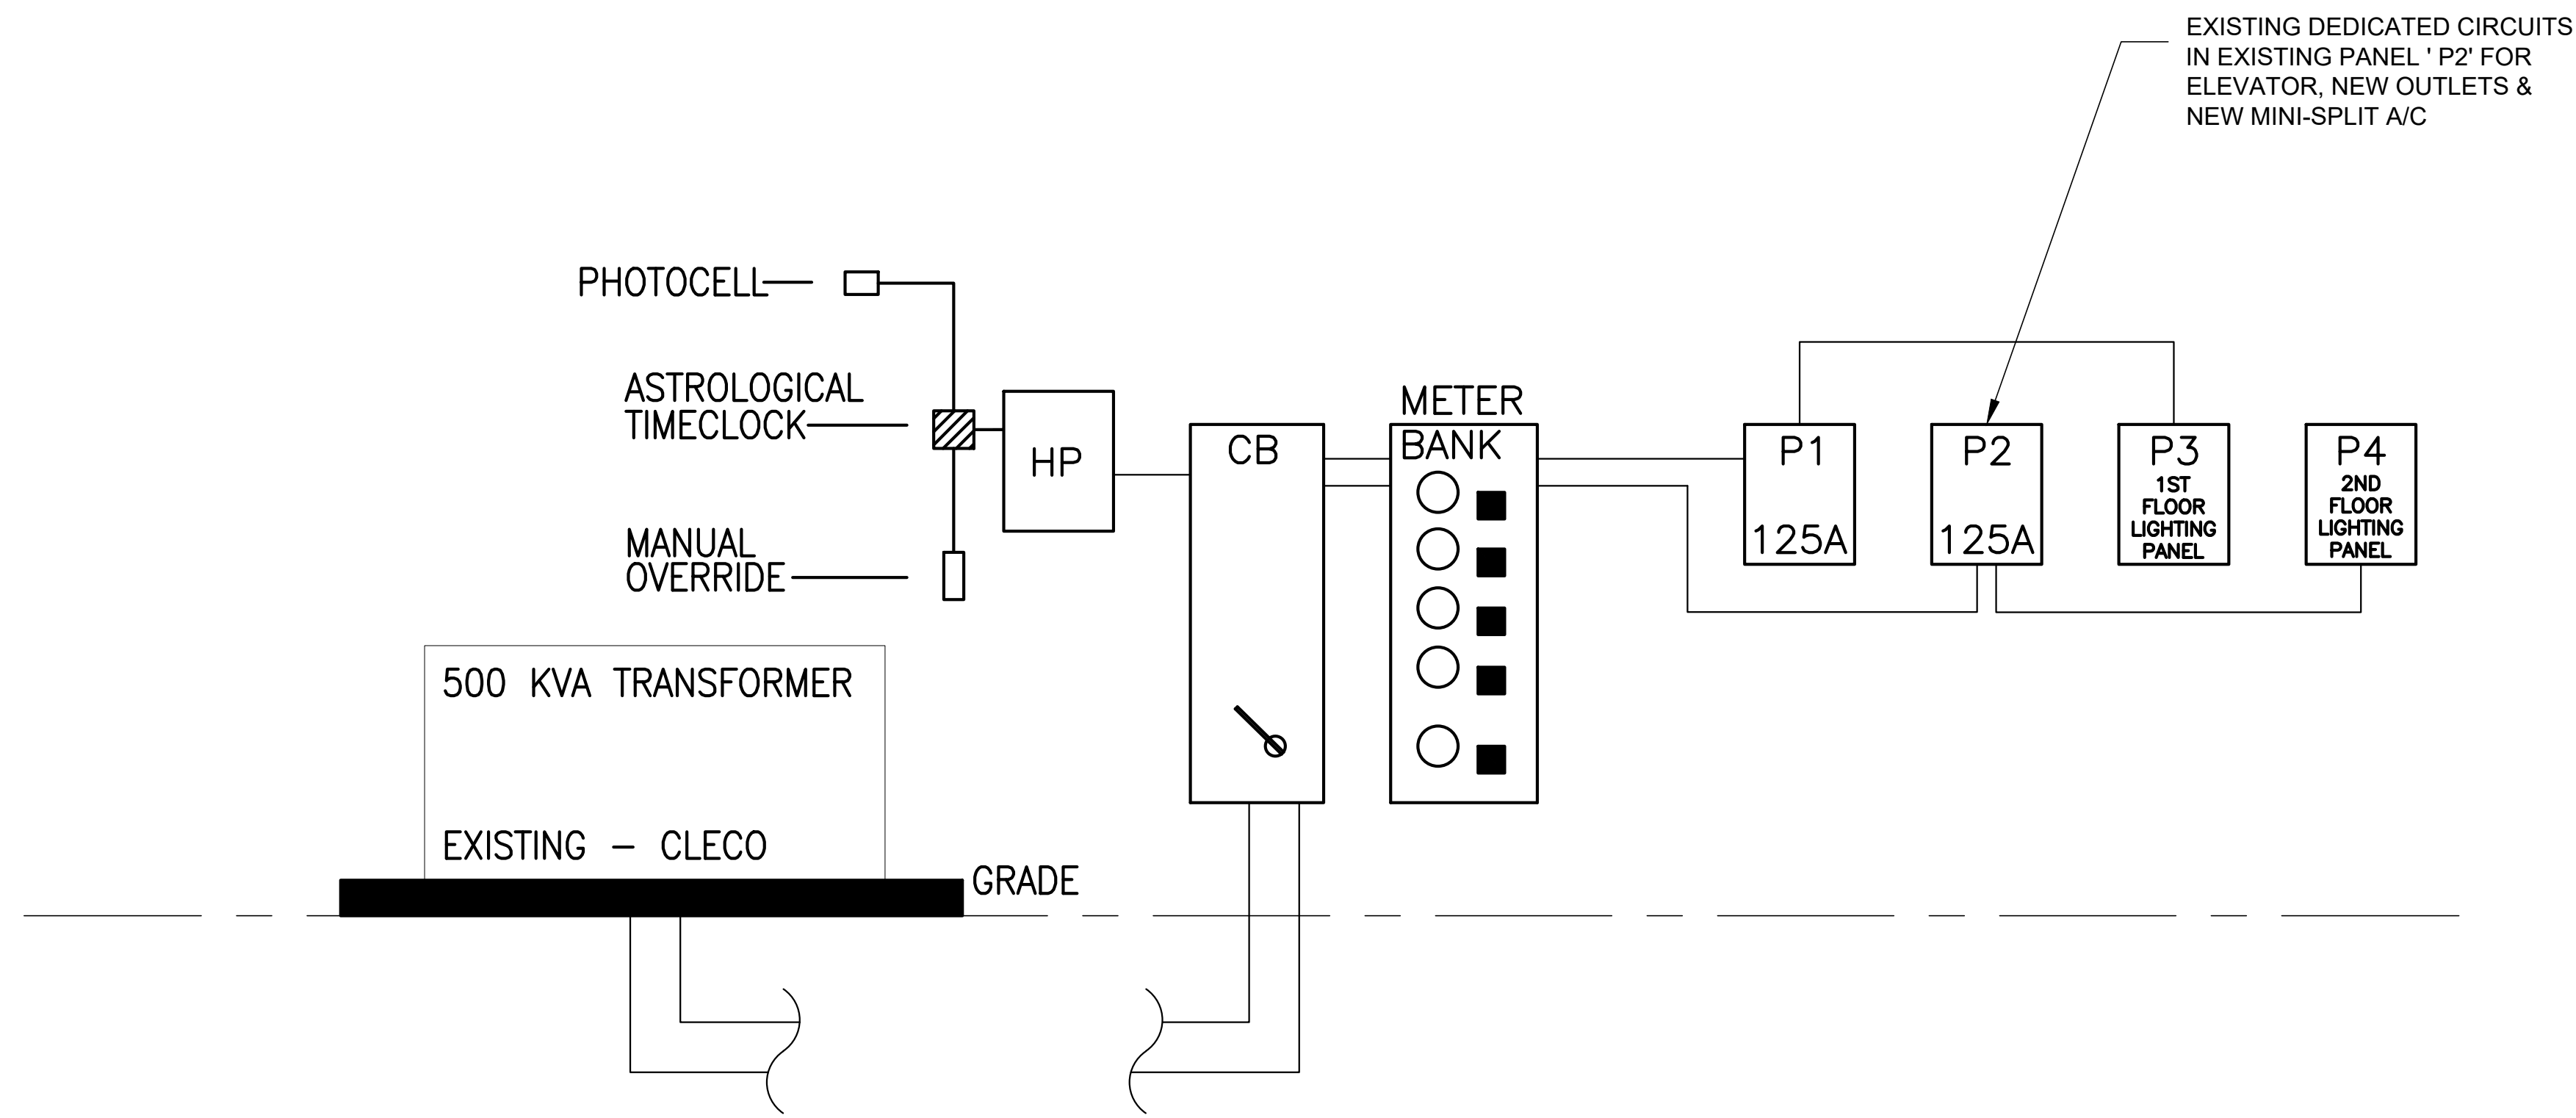 EXISTING DEDICATED CIRCUITS
IN EXISTING PANEL ' P2' FOR
ELEVATOR, NEW OUTLETS &
NEW MINI-SPLIT A/C
PHOTOCELL
ASTROLOGICAL
TIMECLOCK
MANUAL
OVERRIDE
HP
CB
METER
BANK
P1
125A
P2
125A
P3
1ST
FLOOR
LIGHTING
PANEL
P4
2ND
FLOOR
LIGHTING
PANEL
500 KVA TRANSFORMER
EXISTING - CLECO
GRADE